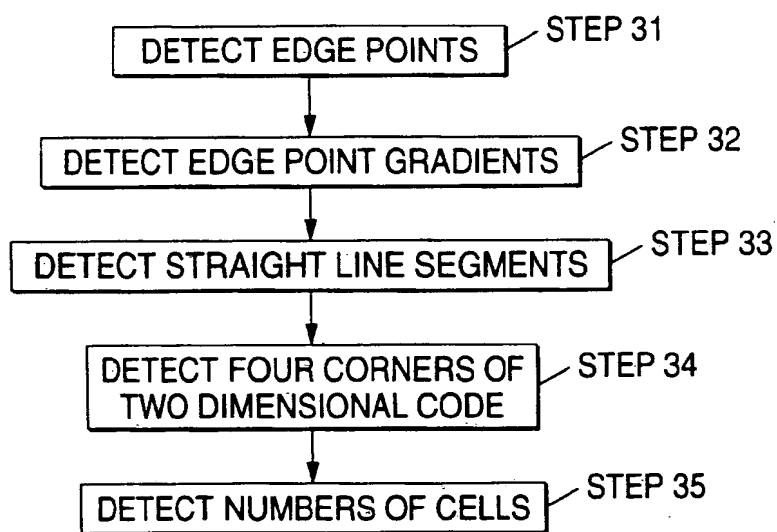 DETECT EDGE POINTS
STEP 31
DETECT EDGE POINT GRADIENTS
STEP 32
DETECT STRAIGHT LINE SEGMENTS
STEP 33
DETECT FOUR CORNERS OF
TWO DIMENSIONAL CODE
STEP 34
DETECT NUMBERS OF CELLS
STEP 35